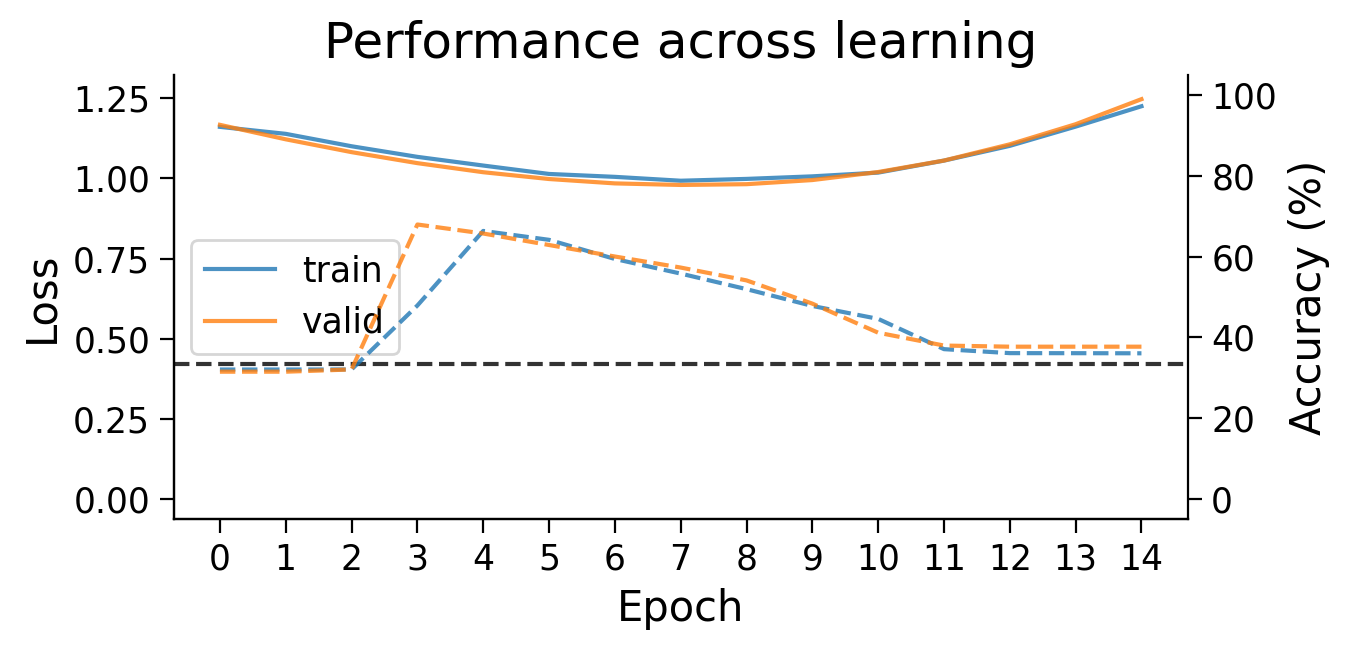 Performance across learning
Loss
1.25
1.00
0.75
0.50
0.25
0.00
train
valid
100
80
60
40
20
0
Accuracy (%)
0 1 2 3 4 5 6 7 8 9 10 11 12 13 14
Epoch